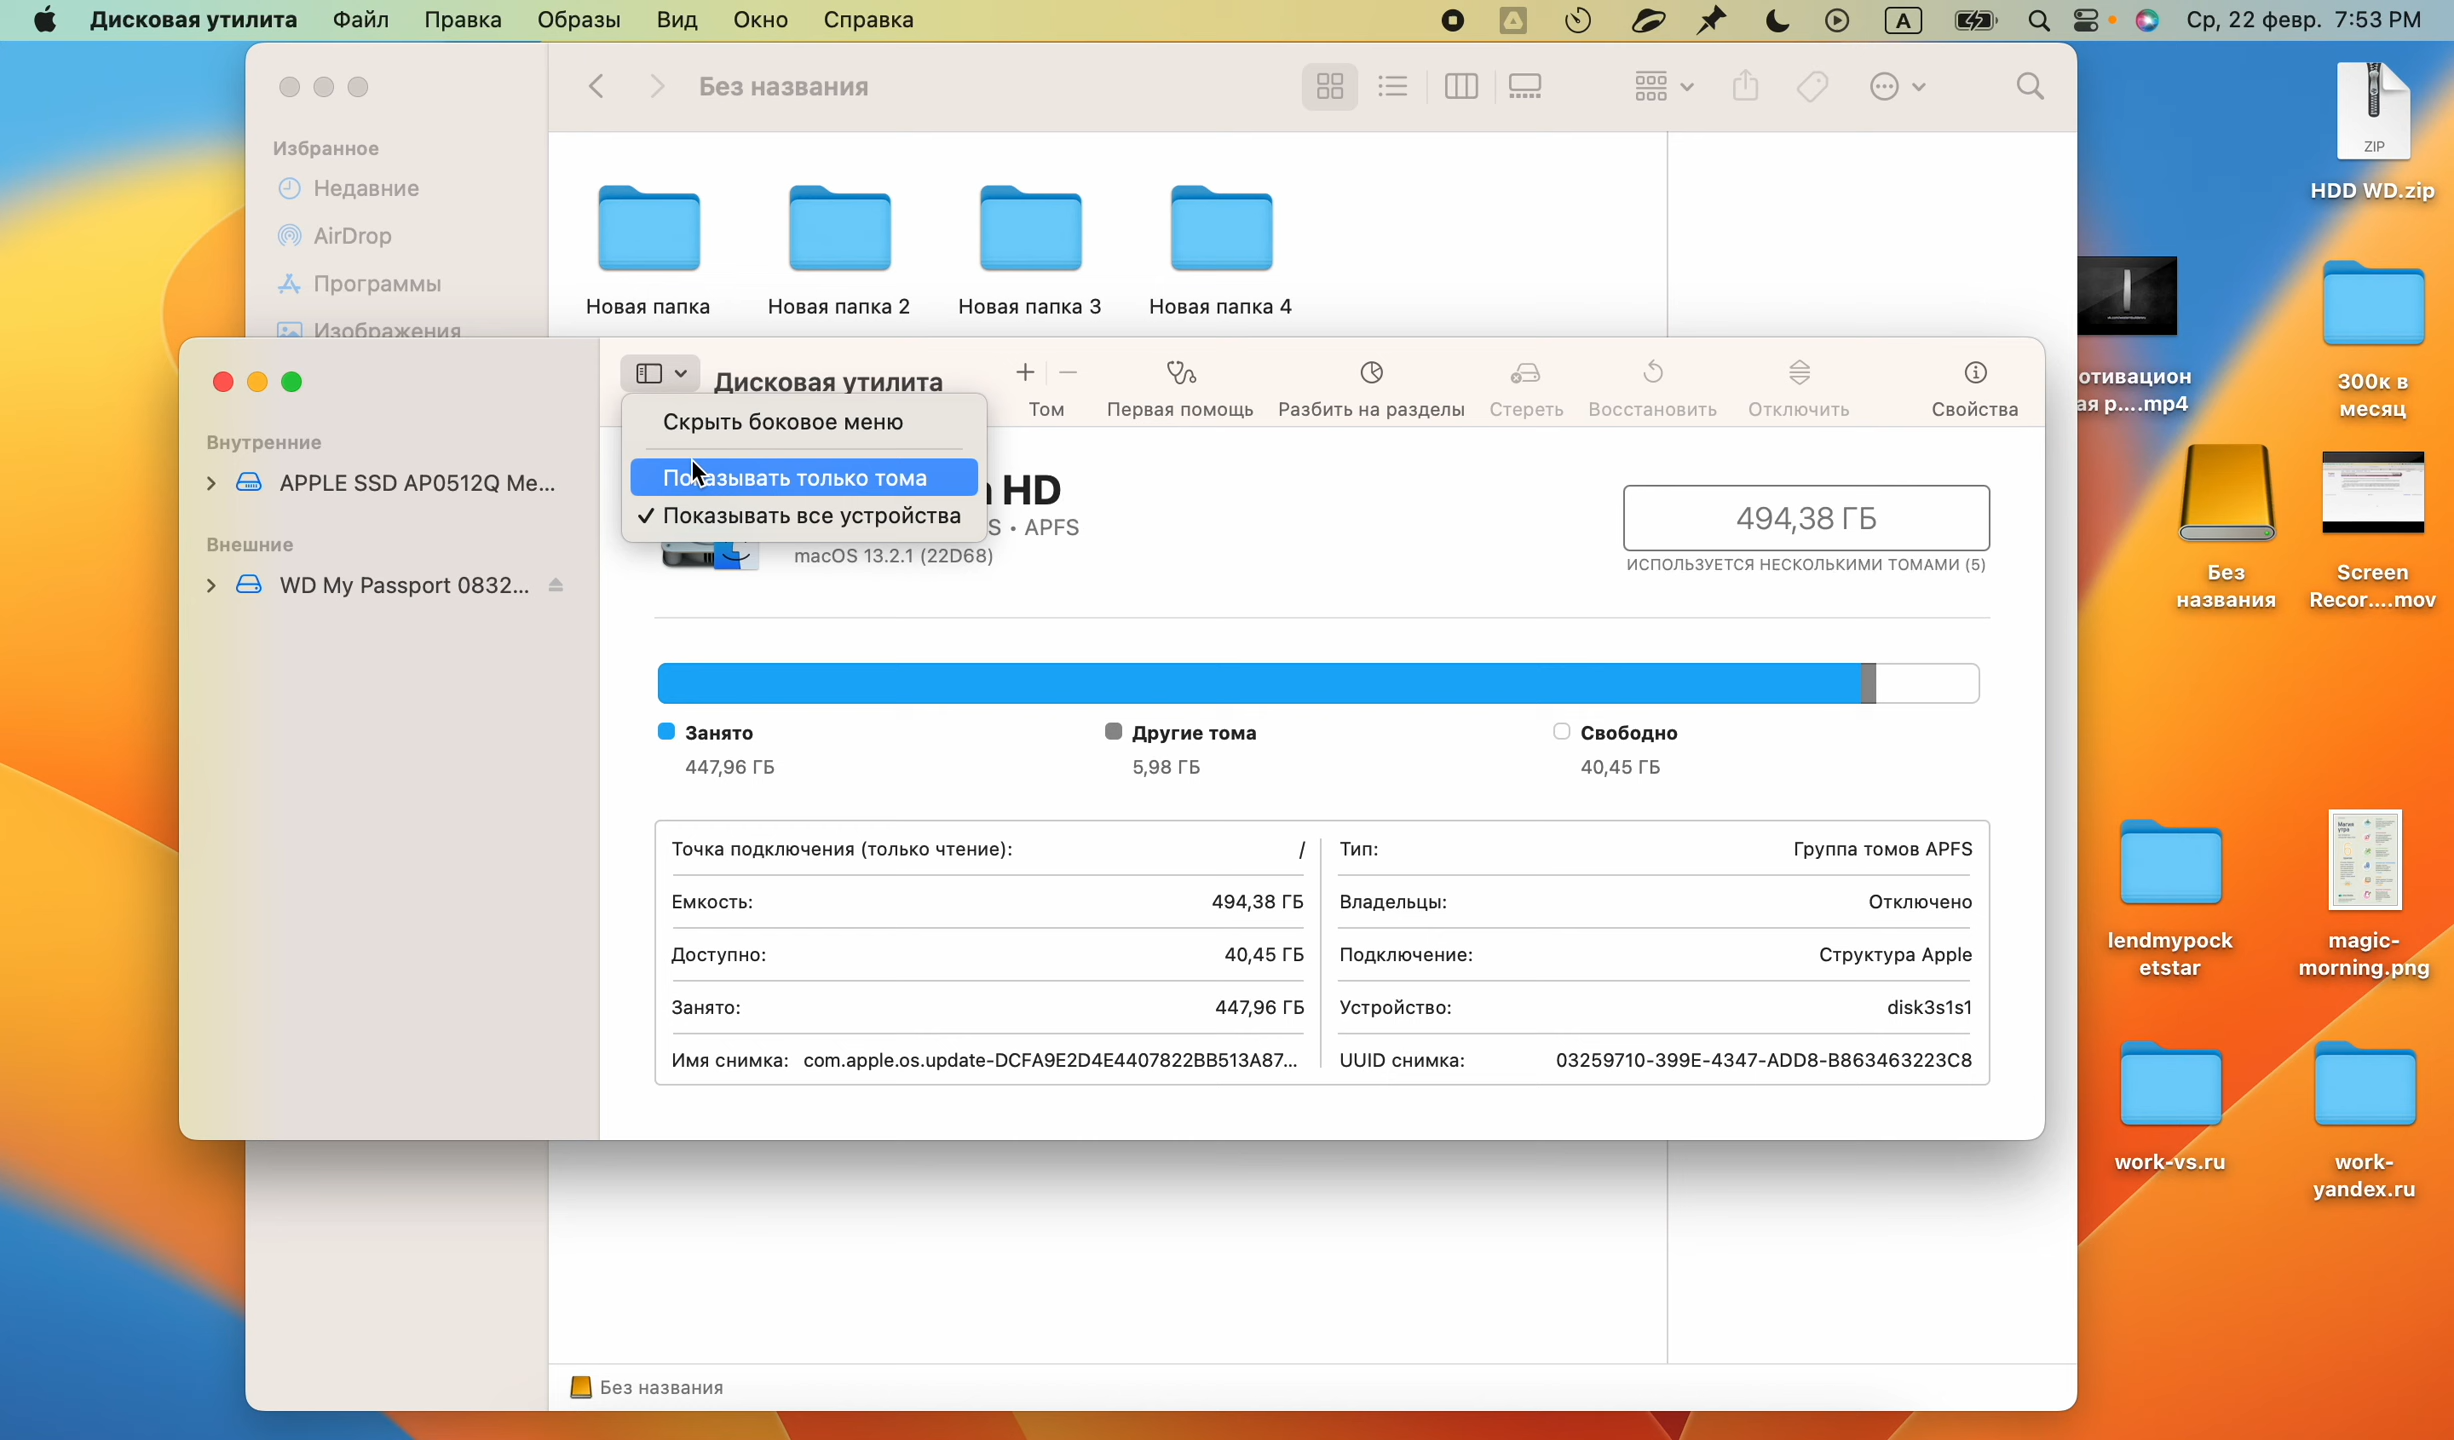 Дисковая утилита Файл Правка Образы Вид Окно Справка A Ср, 22 февр. 7:53 PM
Без названия
Избранное
Недавние
AirDrop
Программы
Изображения
Новая папка Новая папка 2 Новая папка 3 Новая папка 4
Дисковая утилита
Том Первая помощь Разбить на разделы Стереть Восстановить Отключить Свойства
Скрыть боковое меню
Показывать только тома
✓ Показывать все устройства
Внутренние
APPLE SSD AP0512Q Me...
Внешние
WD My Passport 0832...
HD
S • APFS
macOS 13.2.1 (22D68)
494,38 ГБ
ИСПОЛЬЗУЕТСЯ НЕСКОЛЬКИМИ ТОМАМИ (5)
Занято
447,96 ГБ
Другие тома
5,98 ГБ
Свободно
40,45 ГБ
Точка подключения (только чтение): /
Емкость: 494,38 ГБ
Доступно: 40,45 ГБ
Занято: 447,96 ГБ
Имя снимка: com.apple.os.update-DCFA9E2D4E4407822BB513A87...
Тип: Группа томов APFS
Владельцы: Отключено
Подключение: Структура Apple
Устройство: disk3s1s1
UUID снимка: 03259710-399E-4347-ADD8-B863463223C8
Без названия
ZIP
HDD WD.zip
отивацион
ая р....mp4
300к в
месяц
Без
названия
Screen
Recor....mov
lendmypock
etstar
magic-
morning.png
work-vs.ru
work-
yandex.ru